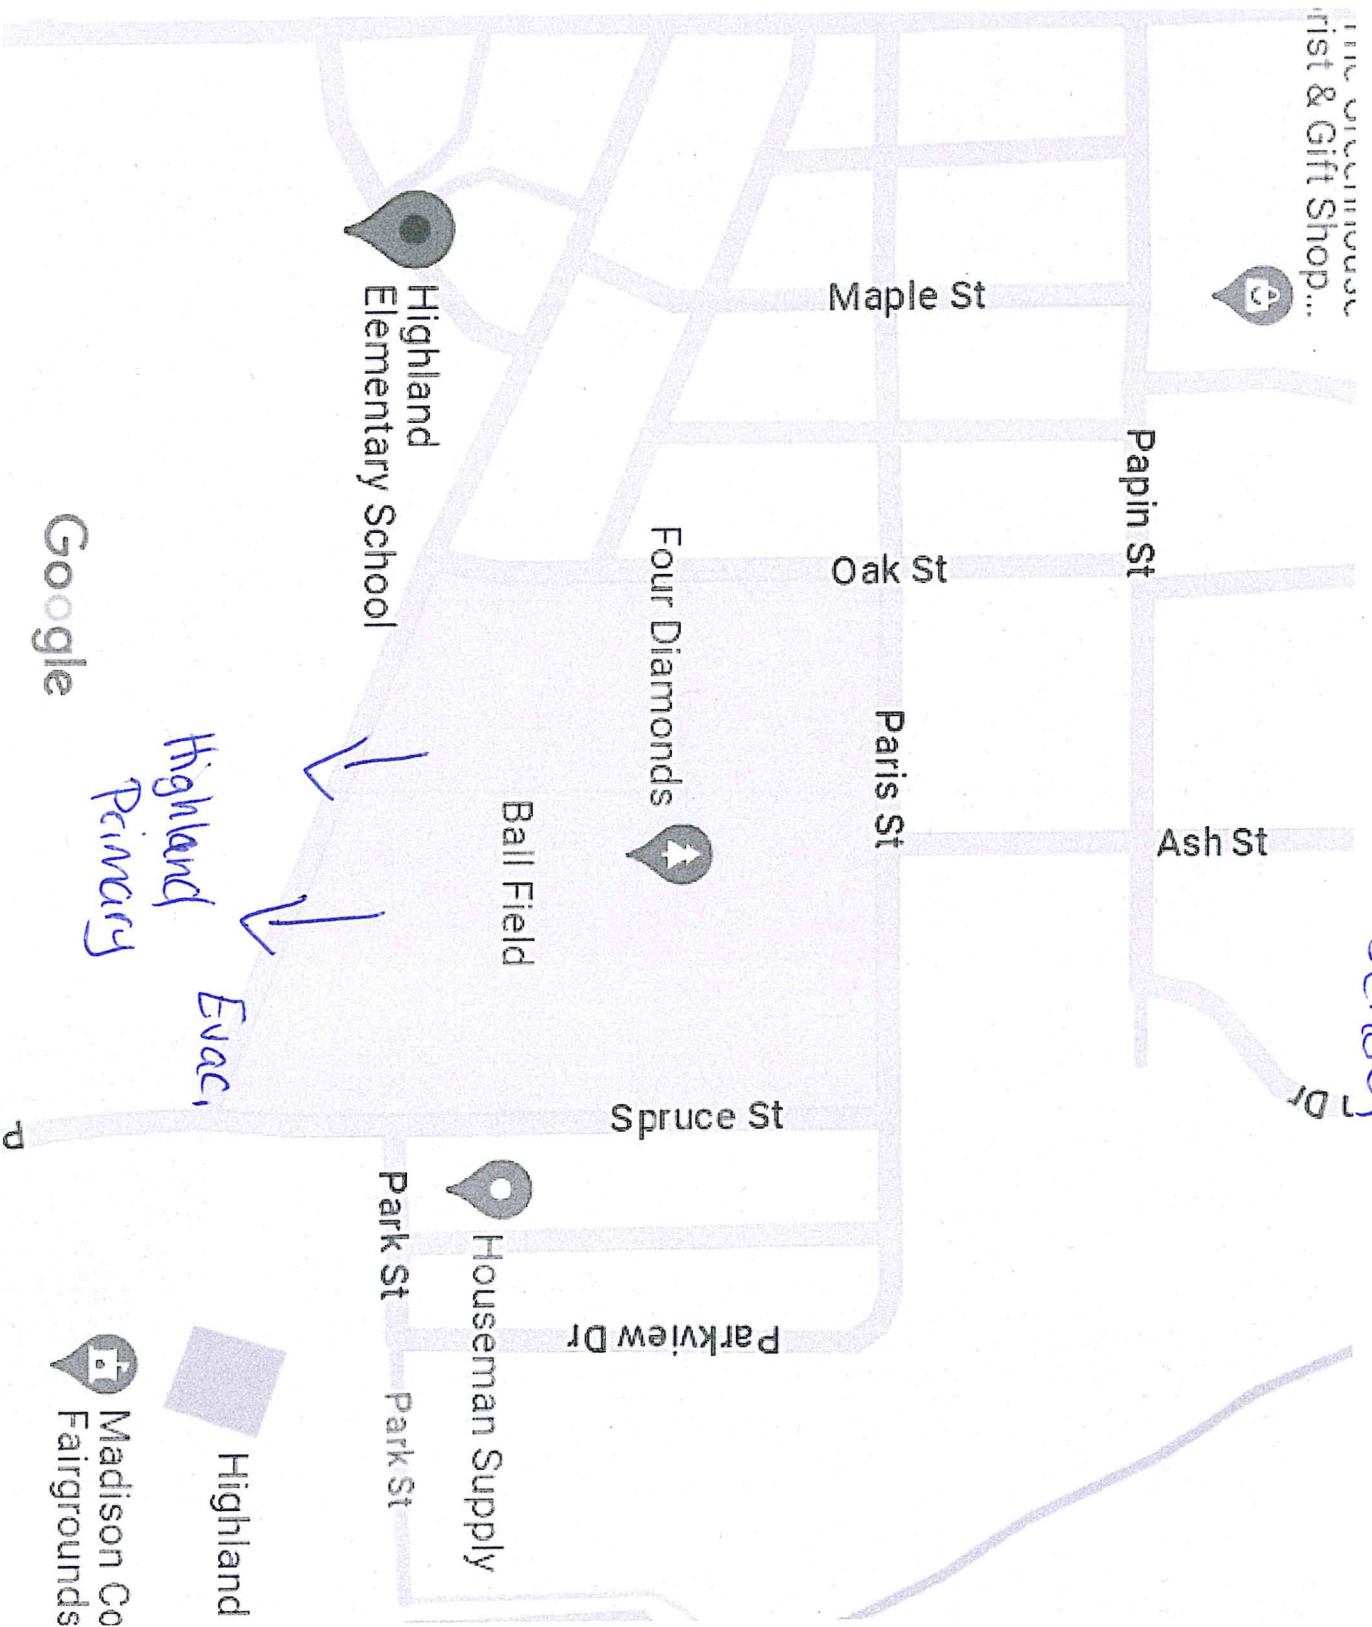 rist & Gift Shop...
Maple St
Papin St
Highland
Elementary School
Oak St
Four Diamonds
Paris St
Ash St
Ball Field
Google
Highland
Primary
Evac.
Spruce St
Dr
P
Park St
Houseman Supply
Parkview Dr
Park St
Highland
Madison Co
Fairgrounds